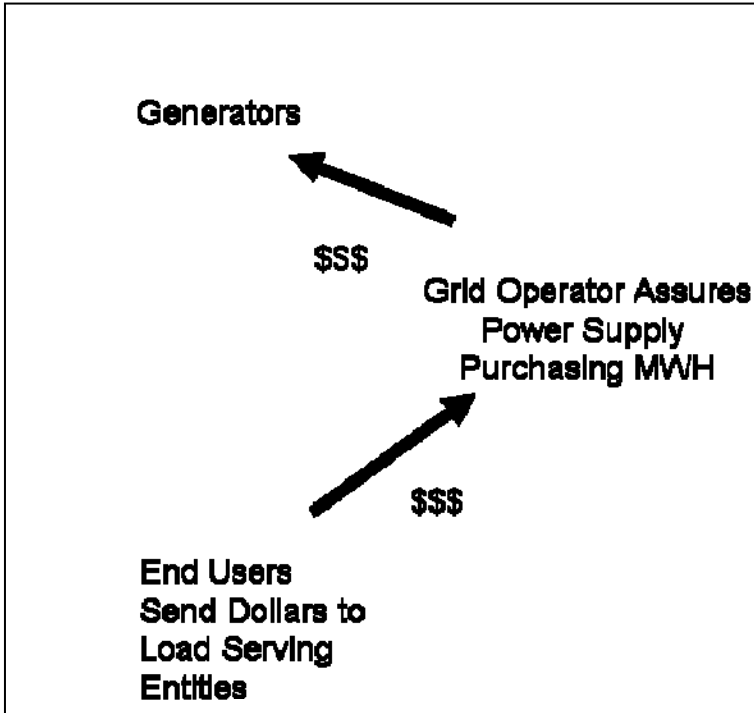 Generators
$$$
Grid Operator Assures
Power Supply
Purchasing MWH
$$$
End Users
Send Dollars to
Load Serving
Entities